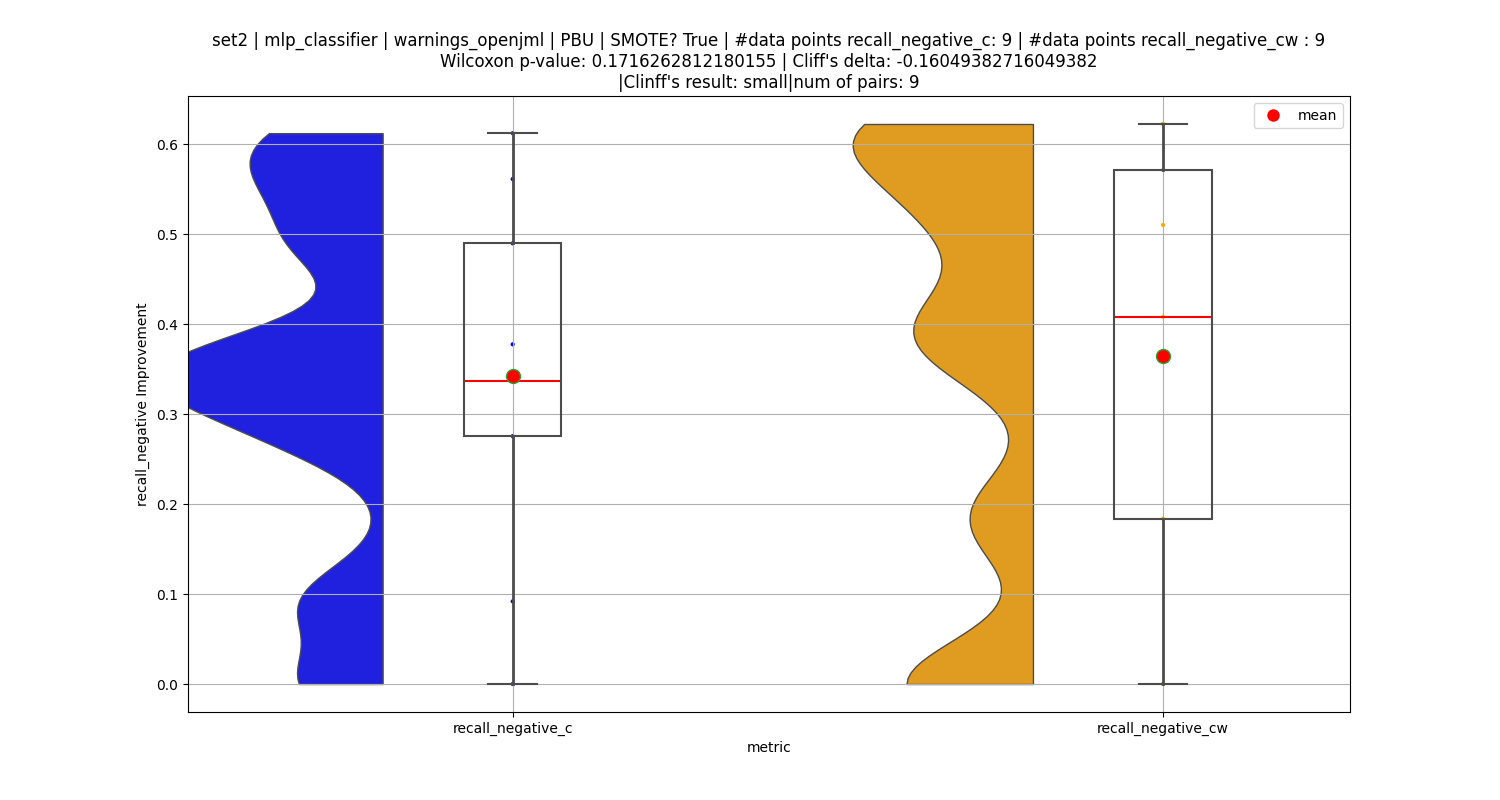 set2 | mlp_classifier | warnings_openjml | PBU | SMOTE? True | #data points recall_negative_c: 9 | #data points recall_negative_cw : 9
Wilcoxon p-value: 0.1716262812180155 | Cliff's delta: -0.16049382716049382
|Clinff's result: small|num of pairs: 9
mean
0.6
0.5
0.4
0.3
0.2
0.1
0.0
recall_negative Improvement
recall_negative_c
recall_negative_cw
metric